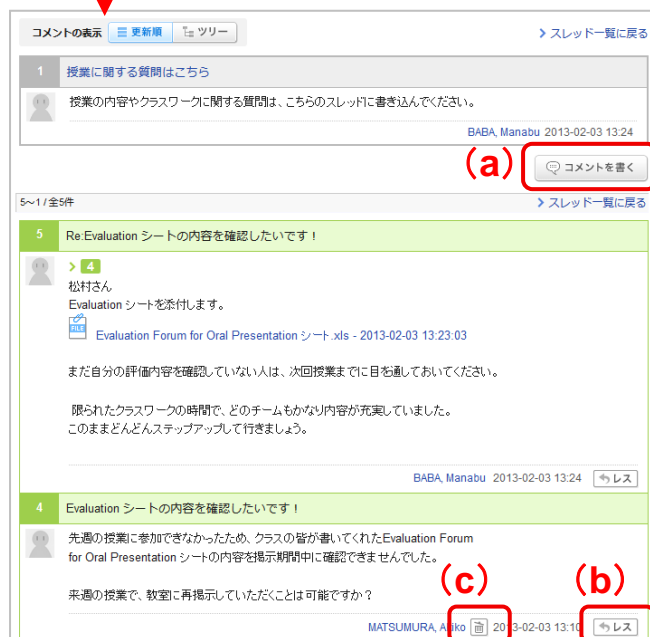 コメントの表示 更新順 ツリー スレッド一覧に戻る
1 授業に関する質問はこちら
授業の内容やクラスワークに関する質問は、こちらのスレッドに書き込んでください。
BABA, Manabu 2013-02-03 13:24
(a) コメントを書く
5~1 / 全5件 スレッド一覧に戻る
5 Re:Evaluation シートの内容を確認したいです!
> 4
松村さん
Evaluation シートを添付します。
FILE Evaluation Forum for Oral Presentation シート.xls - 2013-02-03 13:23:03
まだ自分の評価内容を確認していない人は、次回授業までに目を通しておいてください。
限られたクラスワークの時間で、どのチームもかなり内容が充実していました。
このままどんどんステップアップして行きましょう。
BABA, Manabu 2013-02-03 13:24 レス
4 Evaluation シートの内容を確認したいです!
先週の授業に参加できなかったため、クラスの皆が書いてくれたEvaluation Forum
for Oral Presentation シートの内容を掲示期間中に確認できませんでした。
来週の授業で、教室に再掲示していただくことは可能ですか?
(c) (b)
MATSUMURA, 2013-02-03 13:10 レス